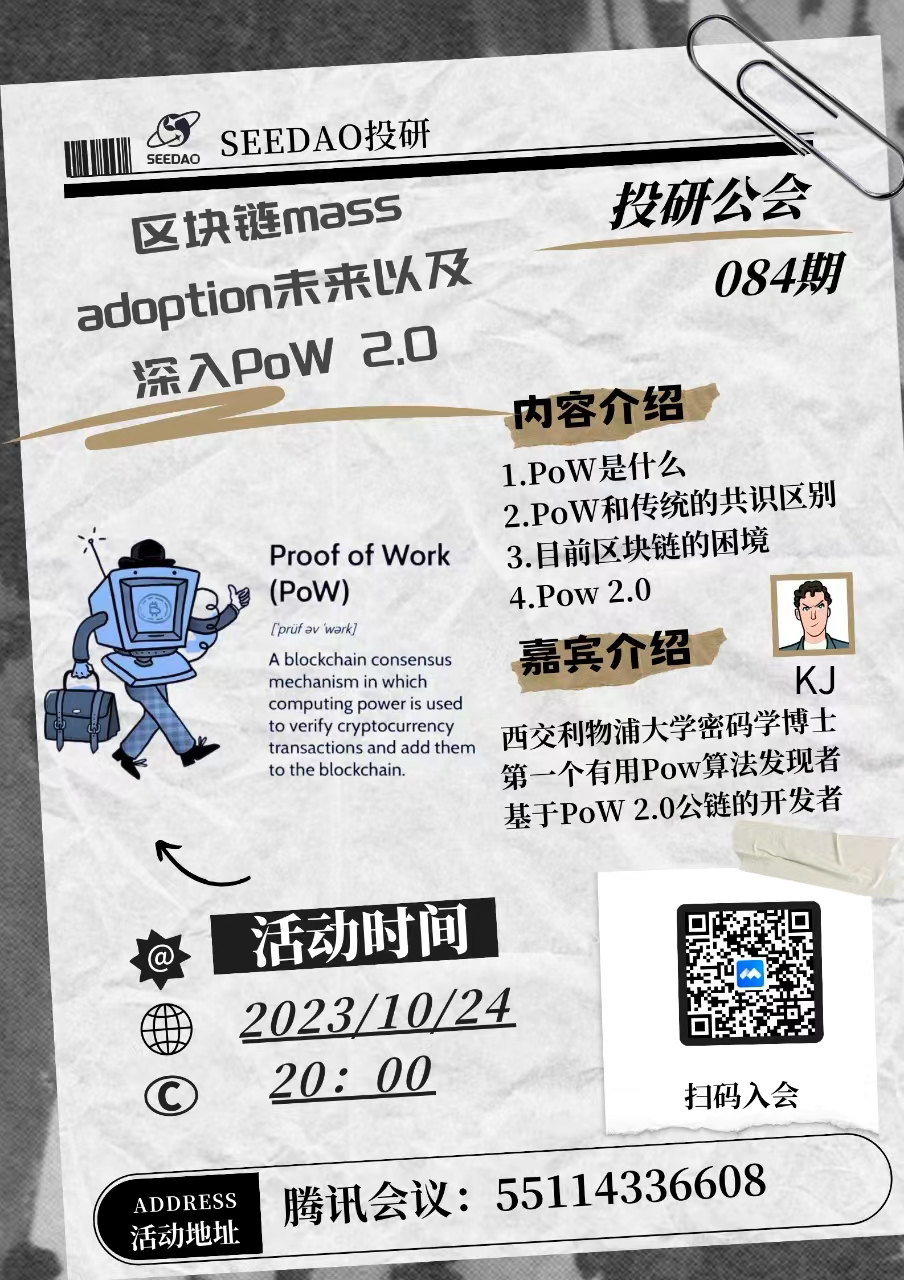 SEEDAO
SEEDAO投研
投研公会
084期
区块链mass
adoption未来以及
深入PoW 2.0
内容介绍
1.PoW是什么
2.PoW和传统的共识区别
3.目前区块链的困境
4.Pow 2.0
Proof of Work
(PoW)
['prüf əv 'wərk]
A blockchain consensus
mechanism in which
computing power is used
to verify cryptocurrency
transactions and add them
to the blockchain.
嘉宾介绍
KJ
西交利物浦大学密码学博士
第一个有用Pow算法发现者
基于PoW 2.0公链的开发者
@
活动时间
2023/10/24
C
20：00
扫码入会
ADDRESS
活动地址
腾讯会议：55114336608